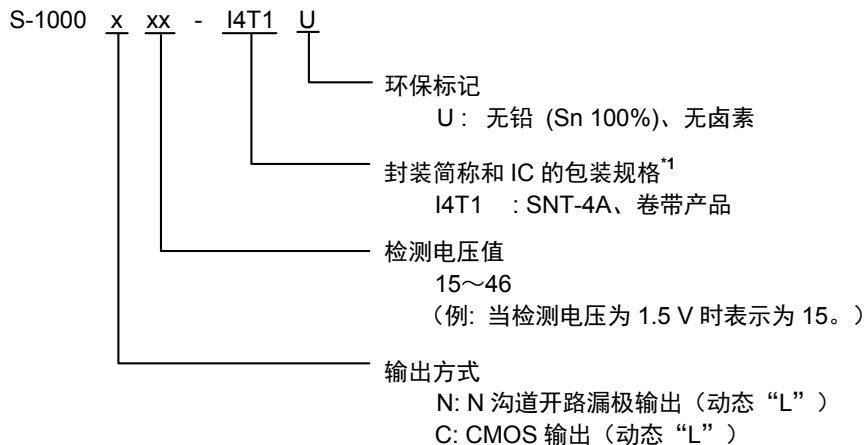 S-1000 x xx - I4T1 U
环保标记
U : 无铅 (Sn 100%)、无卤素
封装简称和 IC 的包装规格*1
I4T1 : SNT-4A、卷带产品
检测电压值
15～46
（例: 当检测电压为 1.5 V 时表示为 15。）
输出方式
N: N 沟道开路漏极输出（动态“L”）
C: CMOS 输出（动态“L”）